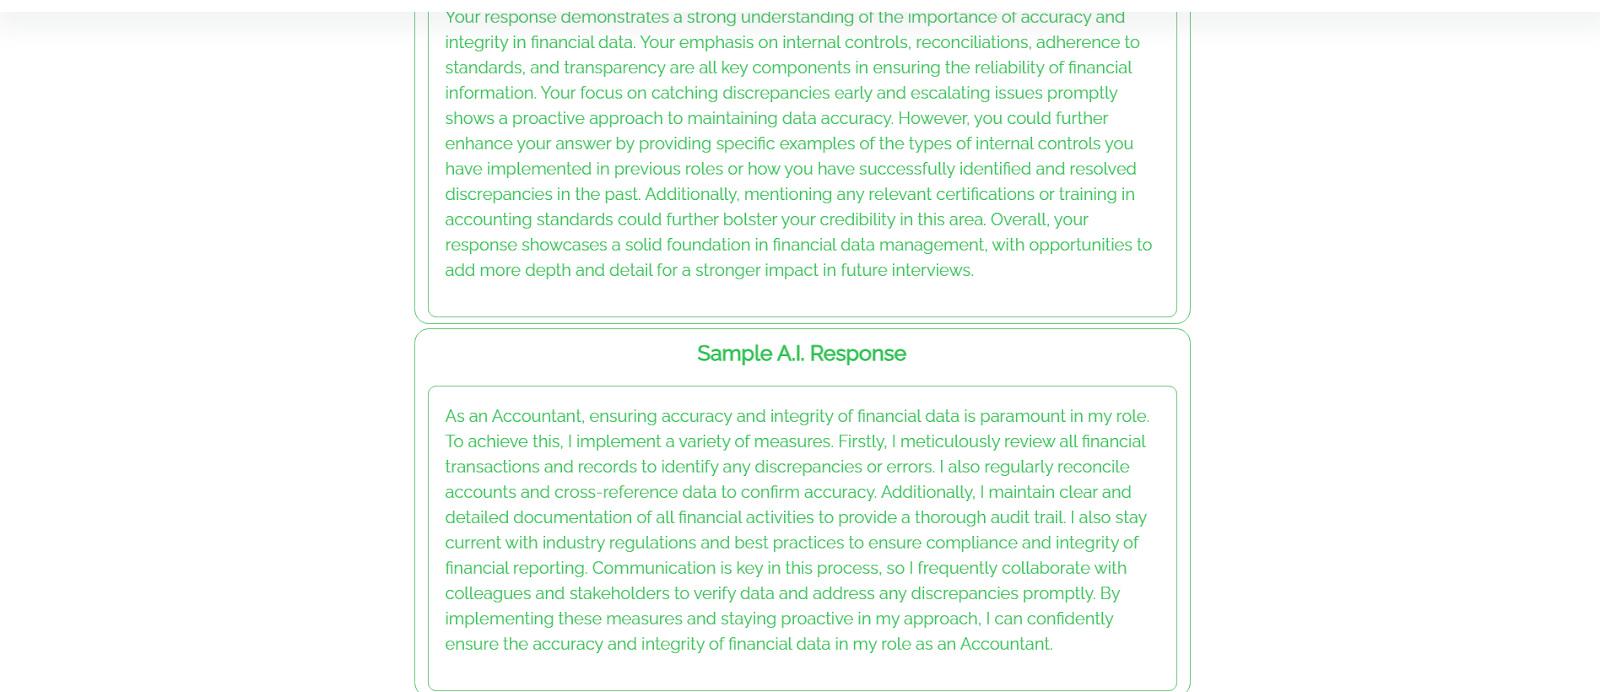 Your response demonstrates a strong understanding of the importance of accuracy and
integrity in financial data. Your emphasis on internal controls, reconciliations, adherence to
standards, and transparency are all key components in ensuring the reliability of financial
information. Your focus on catching discrepancies early and escalating issues promptly
shows a proactive approach to maintaining data accuracy. However, you could further
enhance your answer by providing specific examples of the types of internal controls you
have implemented in previous roles or how you have successfully identified and resolved
discrepancies in the past. Additionally, mentioning any relevant certifications or training in
accounting standards could further bolster your credibility in this area. Overall, your
response showcases a solid foundation in financial data management, with opportunities to
add more depth and detail for a stronger impact in future interviews.
Sample A.I. Response
As an Accountant, ensuring accuracy and integrity of financial data is paramount in my role.
To achieve this, I implement a variety of measures. Firstly, I meticulously review all financial
transactions and records to identify any discrepancies or errors. I also regularly reconcile
accounts and cross-reference data to confirm accuracy. Additionally, I maintain clear and
detailed documentation of all financial activities to provide a thorough audit trail. I also stay
current with industry regulations and best practices to ensure compliance and integrity of
financial reporting. Communication is key in this process, so I frequently collaborate with
colleagues and stakeholders to verify data and address any discrepancies promptly. By
implementing these measures and staying proactive in my approach, I can confidently
ensure the accuracy and integrity of financial data in my role as an Accountant.